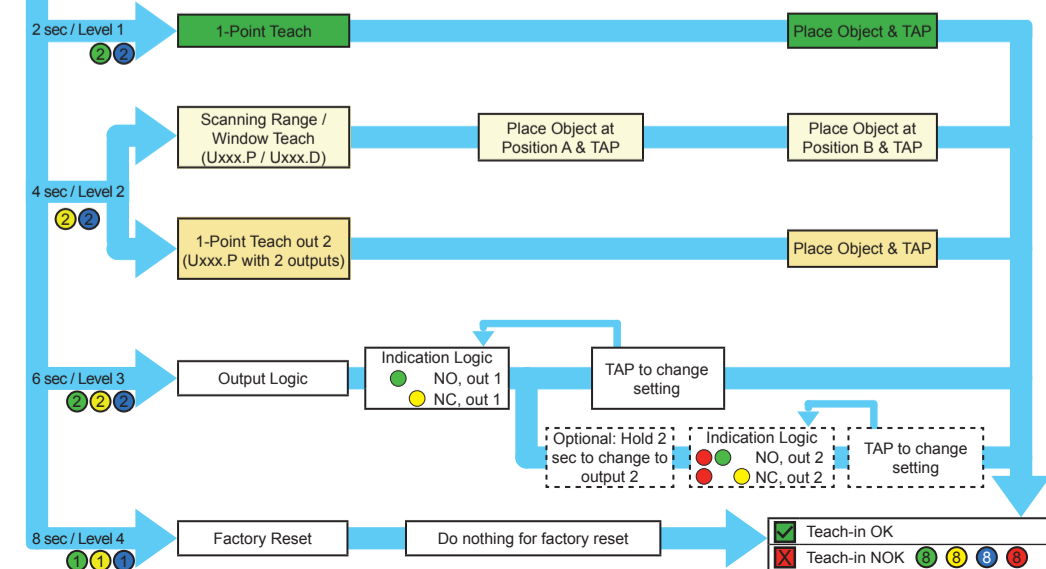 2 sec / Level 1
2 2
1-Point Teach
Place Object & TAP
4 sec / Level 2
2 2
Scanning Range /
Window Teach
(Uxxx.P / Uxxx.D)
Place Object at
Position A & TAP
Place Object at
Position B & TAP
1-Point Teach out 2
(Uxxx.P with 2 outputs)
Place Object & TAP
6 sec / Level 3
2 2 2
Output Logic
Indication Logic
NO, out 1
NC, out 1
TAP to change
setting
Optional: Hold 2
sec to change to
output 2
Indication Logic
NO, out 2
NC, out 2
TAP to change
setting
8 sec / Level 4
1 1 1
Factory Reset
Do nothing for factory reset
Teach-in OK
X Teach-in NOK 8 8 8 8